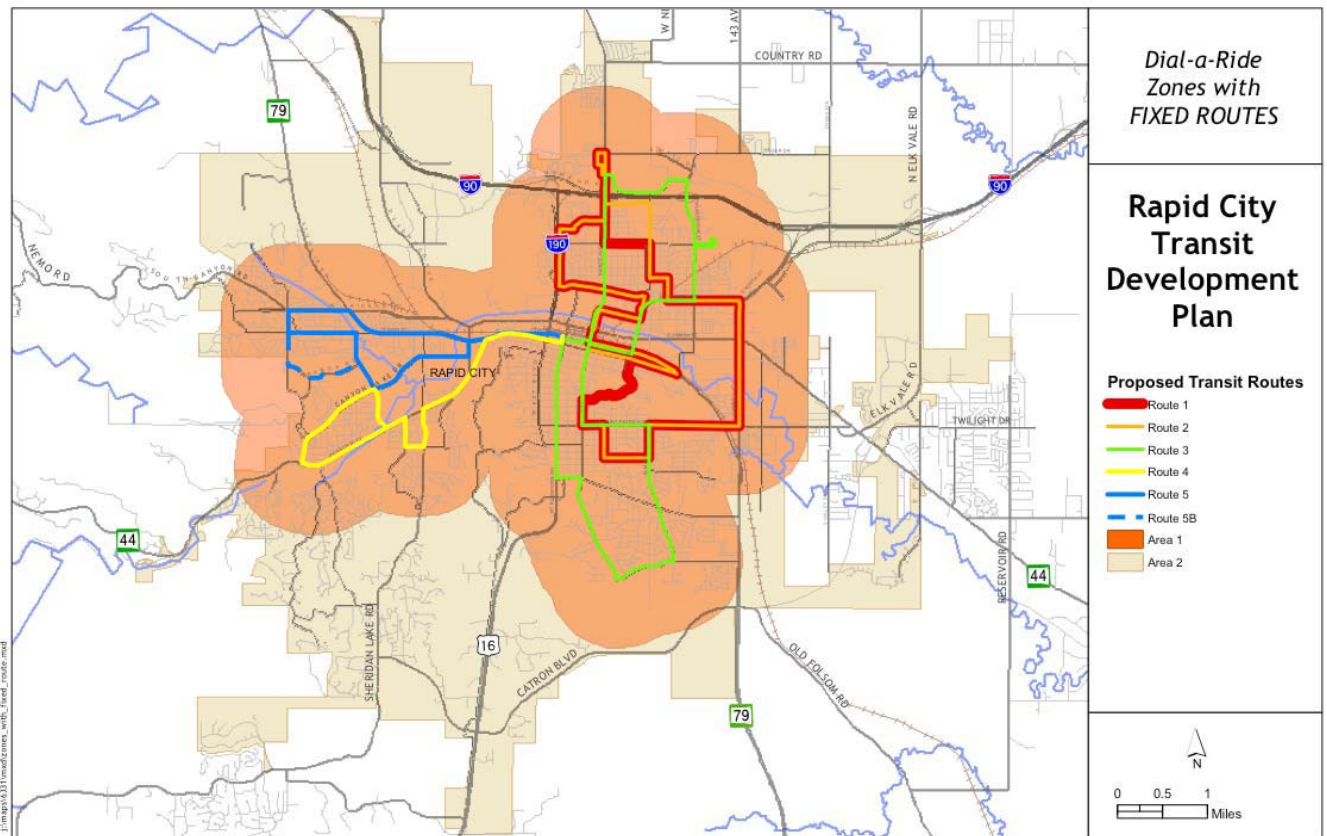 COUNTRY RD
W N
143 AV
N ELK VALE RD
79
90
90
190
NEMO RD
SOUTH CANYON RD
RAPID CITY
ELK VALE RD
TWILIGHT DR
44
44
RESERVOIR RD
SHERIDAN LAKE RD
16
CATRON BLVD
OLD FOLSOM RD
79
Dial-a-Ride
Zones with
FIXED ROUTES
Rapid City
Transit
Development
Plan
Proposed Transit Routes
Route 1
Route 2
Route 3
Route 4
Route 5
Route 5B
Area 1
Area 2
N
0 0.5 1
Miles